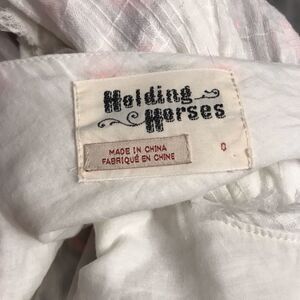 Holding
Horses
MADE IN CHINA
FABRIQUÉ EN CHINE
0